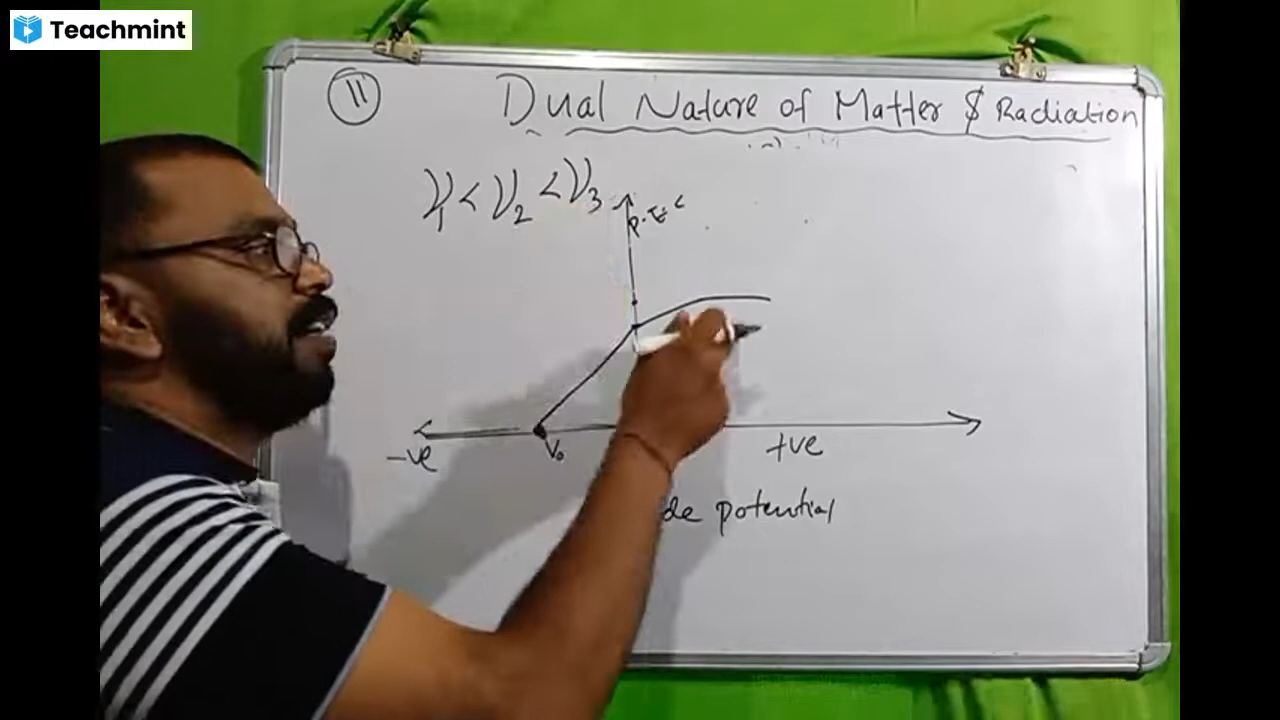 Teachmint
11
Dual Nature of Matter & Radiation
ν₁ < ν₂ < ν₃
+ve
-ve
V₀
de potential